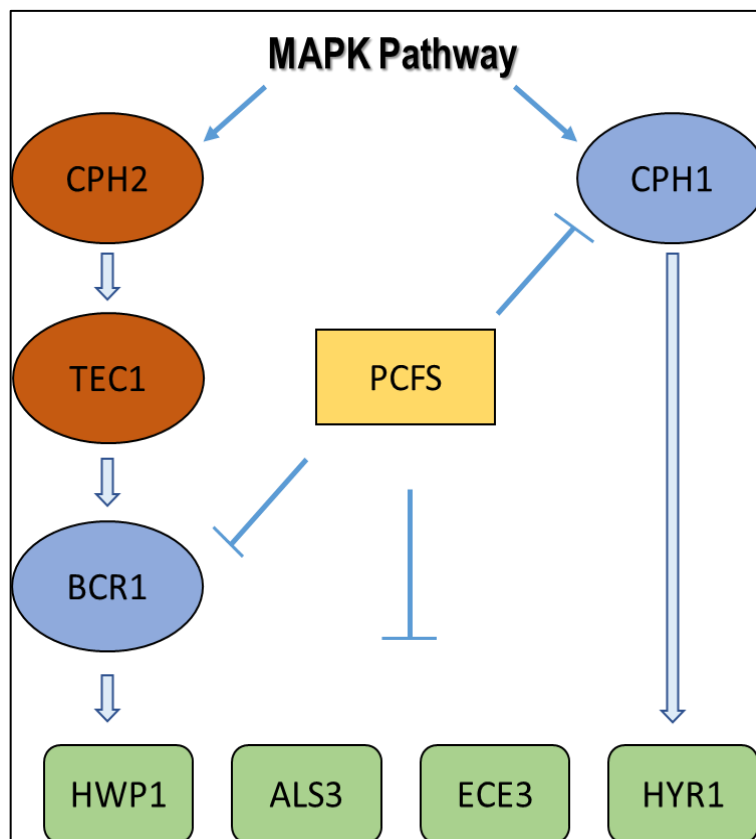 MAPK Pathway
CPH2
CPH1
TEC1
PCFS
BCR1
HWP1
ALS3
ECE3
HYR1